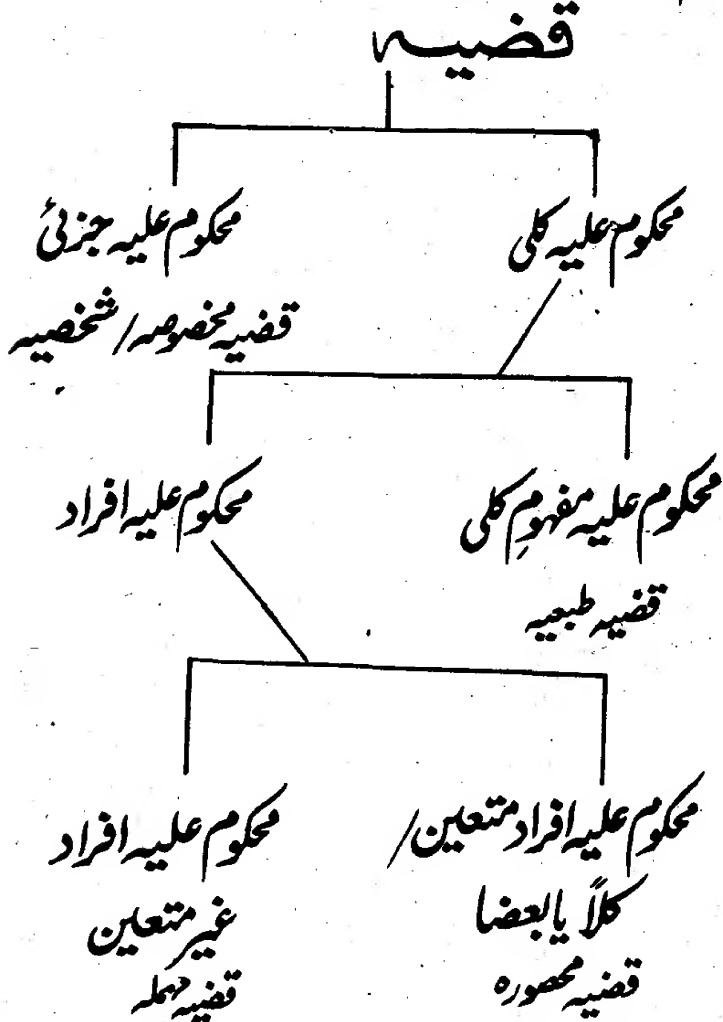 قضیہ
محکوم علیہ کلی
محکوم علیہ جزئی
قضیہ مخصوصہ/شخصیہ
محکوم علیہ مفہومِ کلی
محکوم علیہ افراد
قضیہ طبعیہ
محکوم علیہ افراد متعین/
کلاً یا بعضا
قضیہ محصورہ
محکوم علیہ افراد
غیر متعین
قضیہ مہملہ